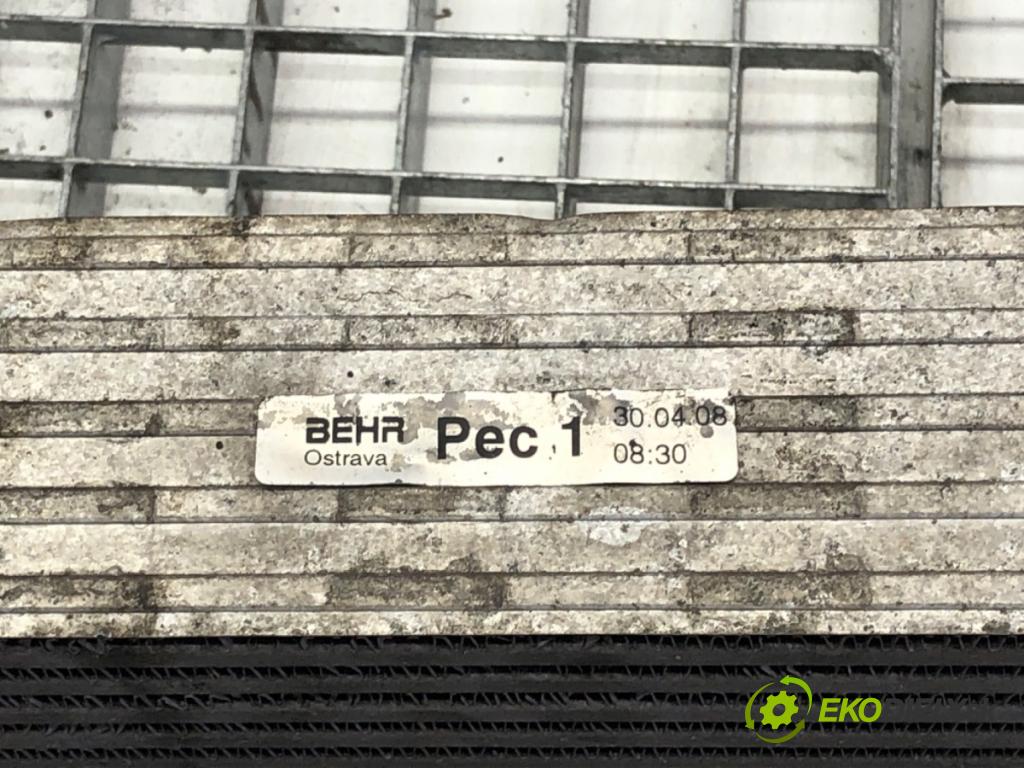 BEHR Pec 1 30.04.08
Ostrava 08:30
EKO